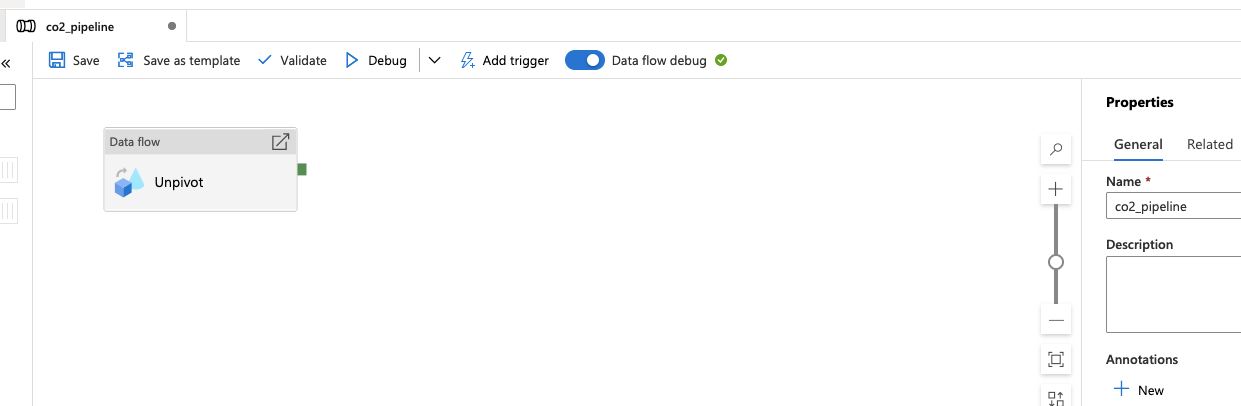 co2_pipeline
Save
Save as template
Validate
Debug
Add trigger
Data flow debug
Data flow
Unpivot
Properties
General
Related
Name *
co2_pipeline
Description
Annotations
New